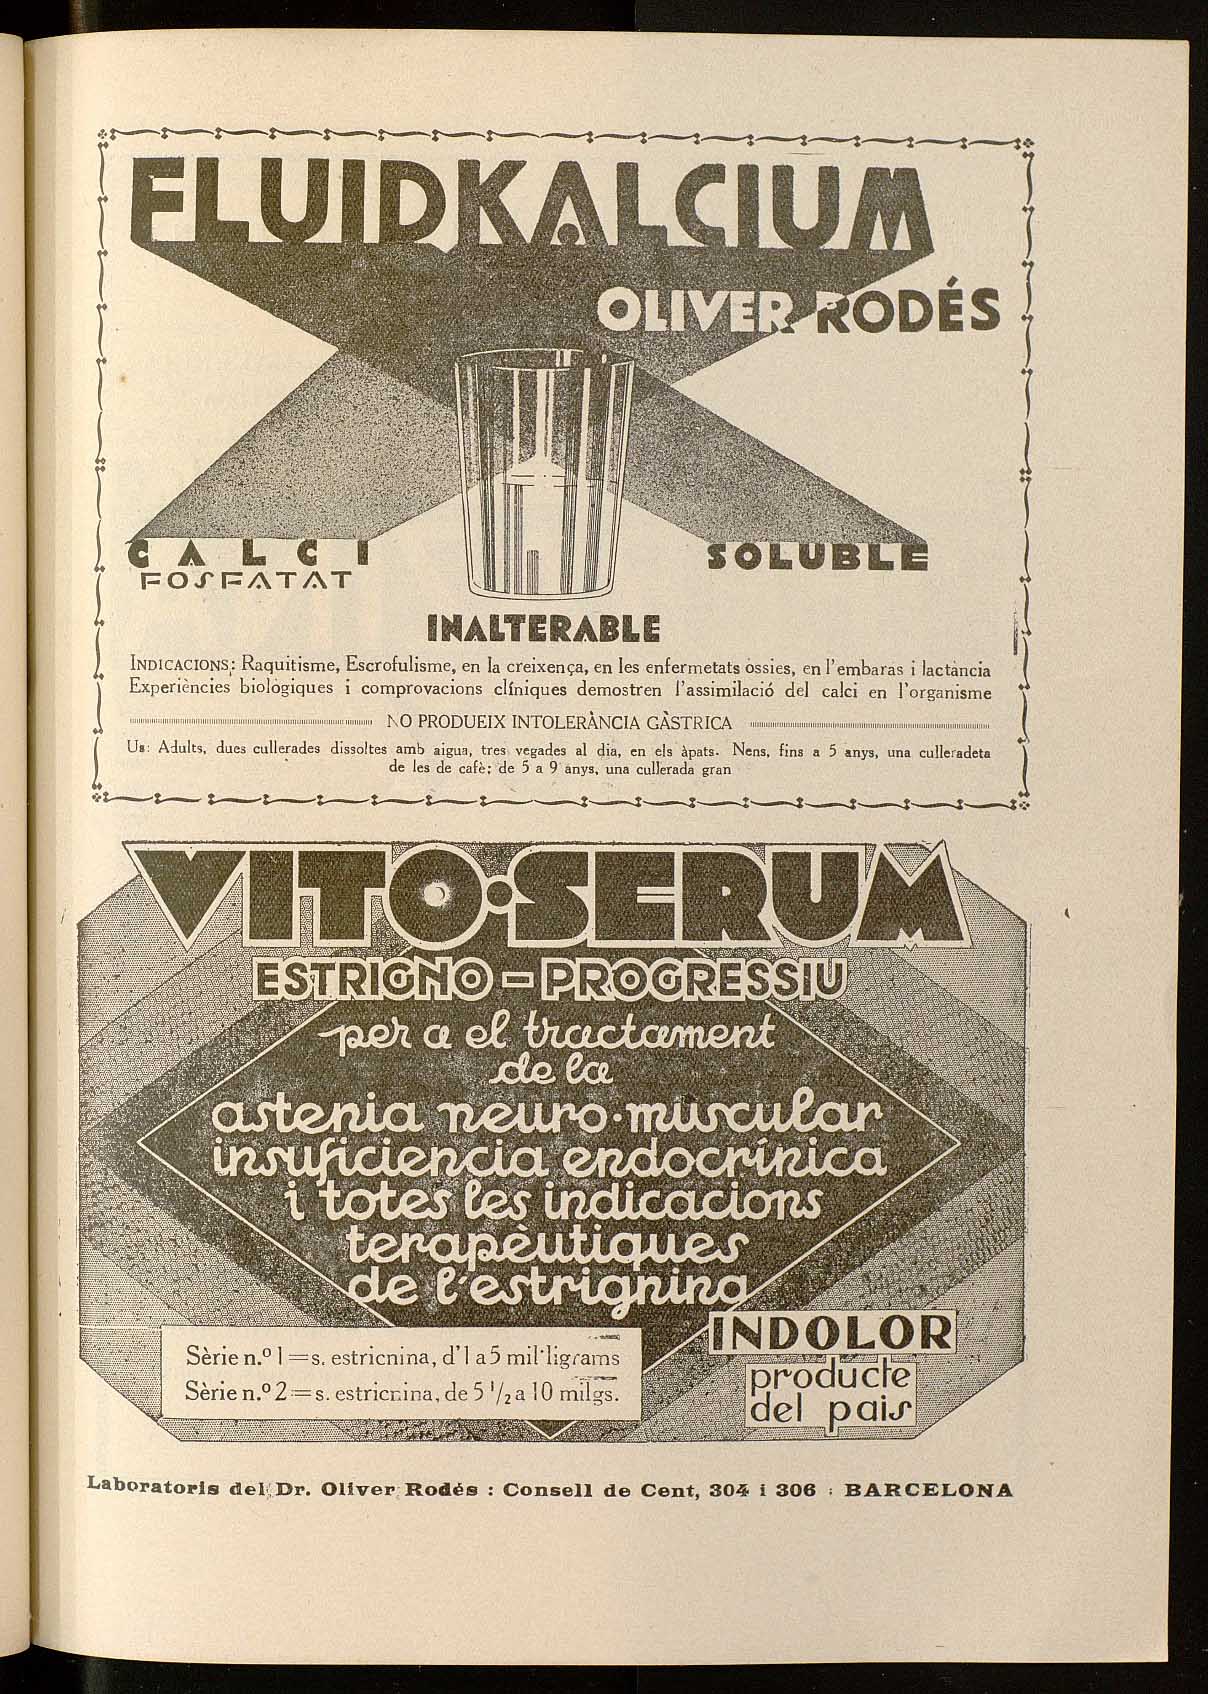 FLUIDKALCIUM
OLIVER RODÉS
CALCI
FOSFATAT
SOLUBLE
INALTERABLE
INDICACIONS: Raquitisme, Escrofulisme, en la creixença, en les enfermetats òssies, en l'embaras i lactància
Experiències biològiques i comprovacions clíniques demostren l'assimilació del calci en l'organisme
NO PRODUEIX INTOLERÀNCIA GÀSTRICA
Us: Adults, dues cullerades dissoltes amb aigua, tres vegades al dia, en els àpats. Nens, fins a 5 anys, una culleradeta
de les de cafè; de 5 a 9 anys, una cullerada gran
VITO·SERUM
ESTRIGNO-PROGRESSIU
per a el tractament
de la
astenia neuro-muscular
insuficiencia endocrínica
i totes les indicacions
terapèutiques
de l'estrignina
Sèrie n.º 1 = s. estricnina, d'1 a 5 mil·ligrams
Sèrie n.º 2 = s. estricnina, de 5 1/2 a 10 milgs.
INDOLOR
producte
del pais
Laboratoris del Dr. Oliver Rodés : Consell de Cent, 304 i 306 : BARCELONA